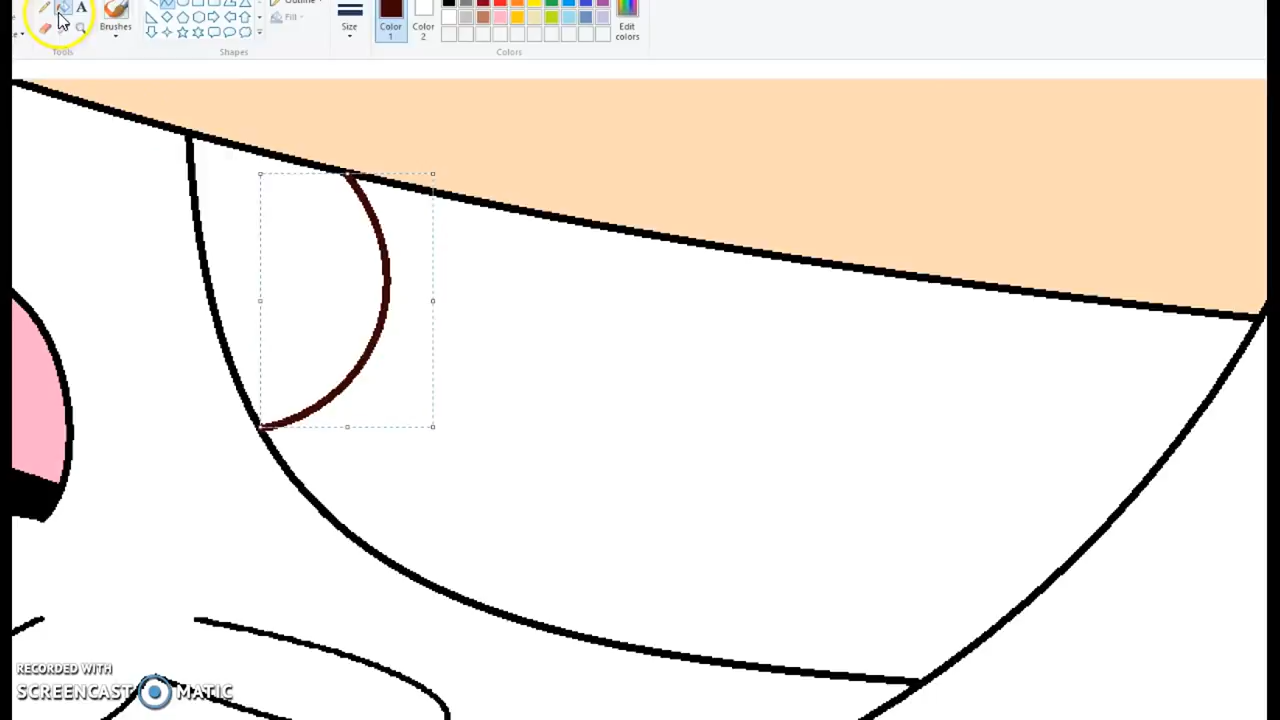 Outline
A
Fill
Brushes
Size
Color
1
Color
2
Edit
colors
Tools
Shapes
Colors
RECORDED WITH
SCREENCAST MATIC